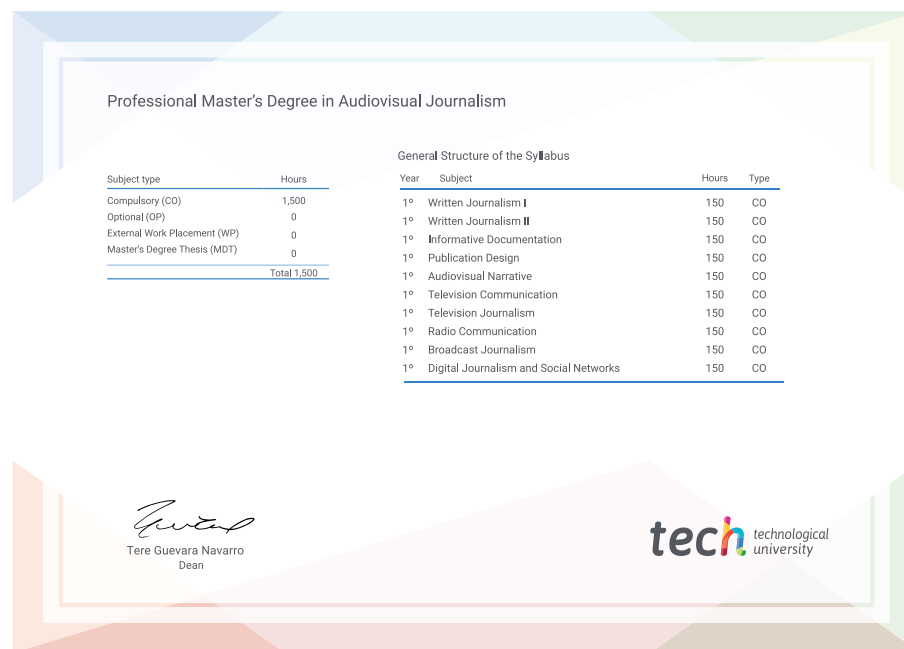 Professional Master's Degree in Audiovisual Journalism
Subject type Hours
Compulsory (CO) 1,500
Optional (OP) 0
External Work Placement (WP) 0
Master's Degree Thesis (MDT) 0
Total 1,500
General Structure of the Syllabus
Year Subject Hours Type
1º Written Journalism I 150 CO
1º Written Journalism II 150 CO
1º Informative Documentation 150 CO
1º Publication Design 150 CO
1º Audiovisual Narrative 150 CO
1º Television Communication 150 CO
1º Television Journalism 150 CO
1º Radio Communication 150 CO
1º Broadcast Journalism 150 CO
1º Digital Journalism and Social Networks 150 CO
Tere Guevara Navarro
Dean
tech technological
university